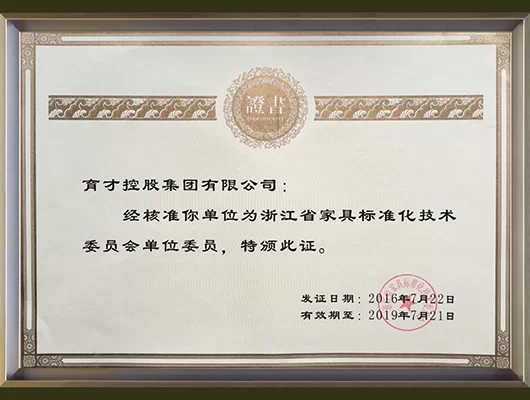 證書
育才控股集团有限公司：
经核准你单位为浙江省家具标准化技术
委员会单位委员，特颁此证。
发证日期：2016年7月22日
有效期至：2019年7月21日